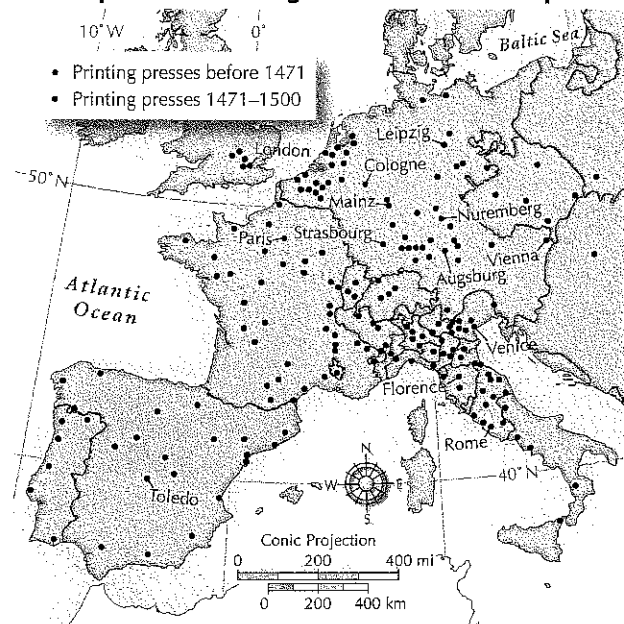 10°W
0°
Baltic Sea
• Printing presses before 1471
• Printing presses 1471–1500
London
Leipzig
Cologne
50°N
Mainz
Nuremberg
Paris
Strasbourg
Vienna
Augsburg
Atlantic
Ocean
Venice
Florence
Rome
40°N
Toledo
N
W
E
S
Conic Projection
0 200 400 mi
0 200 400 km